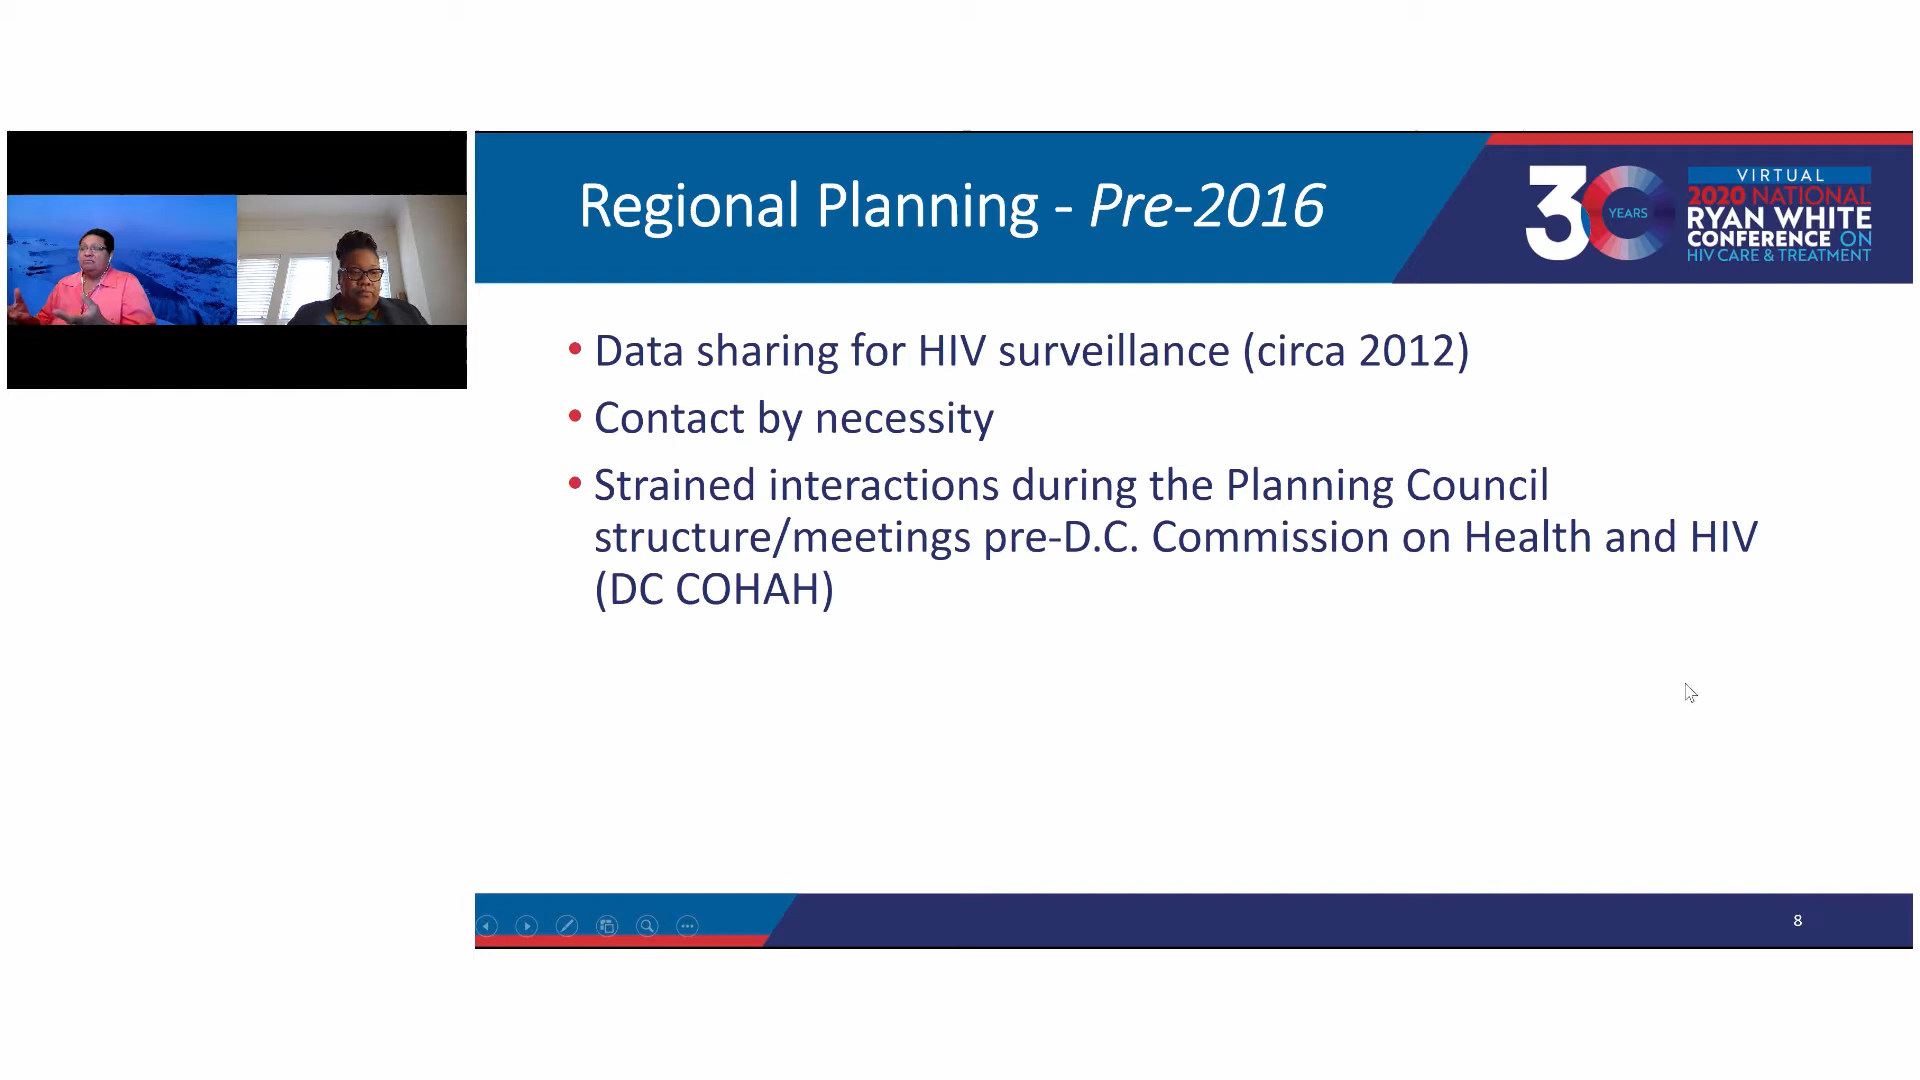 Regional Planning - Pre-2016
30
YEARS
VIRTUAL
2020 NATIONAL
RYAN WHITE
CONFERENCE ON
HIV CARE & TREATMENT
• Data sharing for HIV surveillance (circa 2012)
• Contact by necessity
• Strained interactions during the Planning Council
structure/meetings pre-D.C. Commission on Health and HIV
(DC COHAH)
8